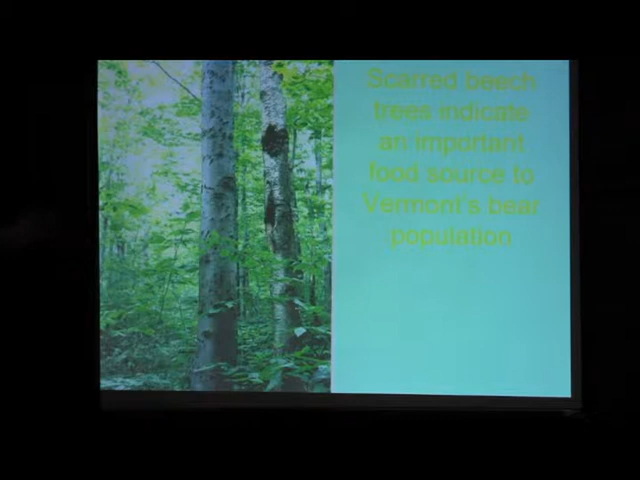 Scarred beech
trees indicate
an important
food source to
Vermont's bear
population